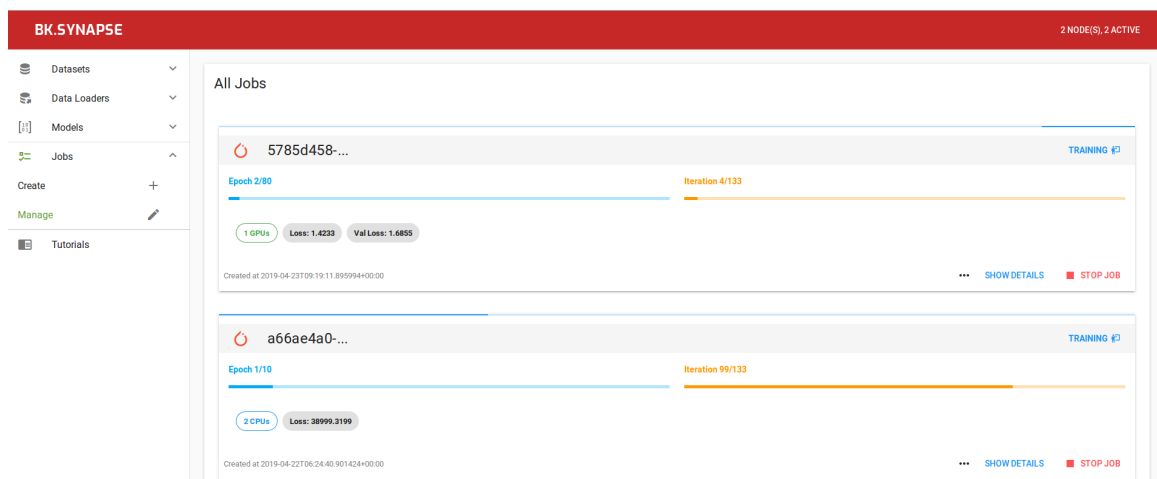 BK.SYNAPSE
2 NODE(S), 2 ACTIVE
Datasets
Data Loaders
Models
Jobs
Create
Manage
Tutorials
All Jobs
5785d458-...
TRAINING
Epoch 2/80
Iteration 4/133
1 GPUs Loss: 1.4233 Val Loss: 1.6855
Created at 2019-04-23T09:19:11.895994+00:00
SHOW DETAILS
STOP JOB
a66ae4a0-...
TRAINING
Epoch 1/10
Iteration 99/133
2 CPUs Loss: 38999.3199
Created at 2019-04-22T06:24:40.901424+00:00
SHOW DETAILS
STOP JOB